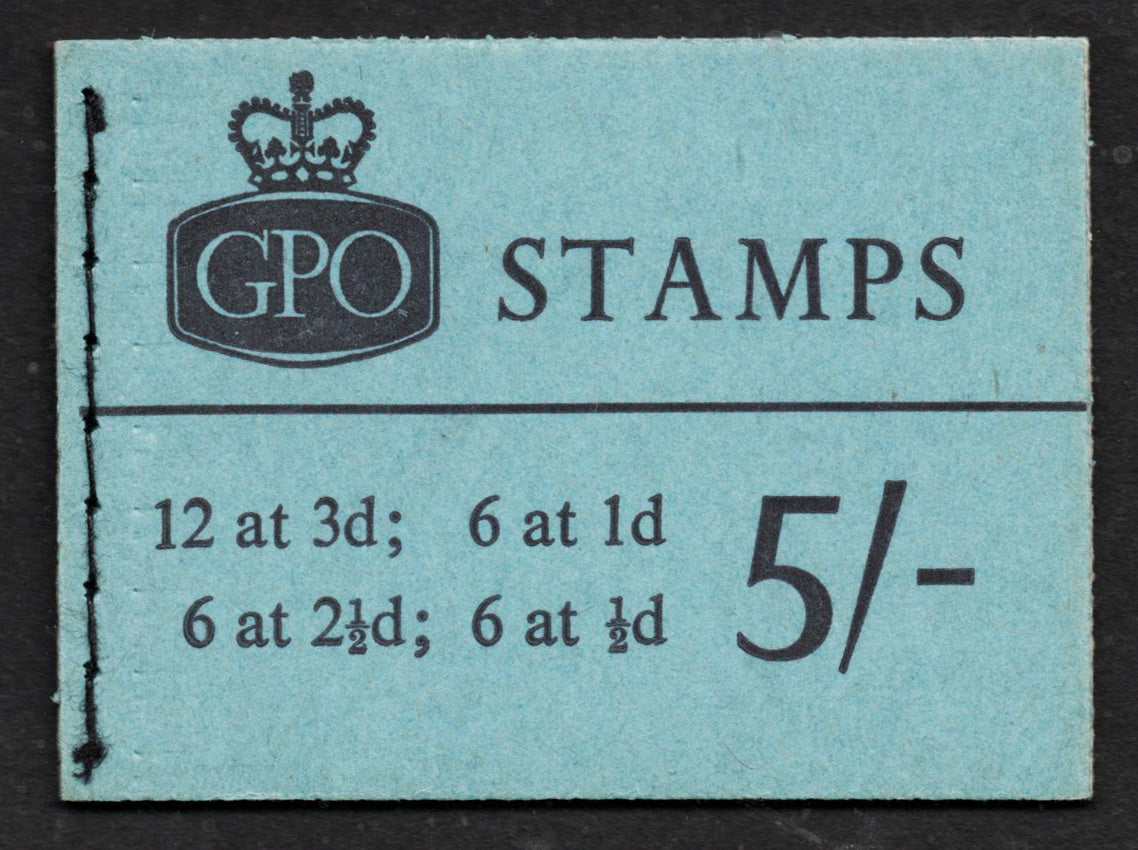 GPO STAMPS
12 at 3d; 6 at 1d
6 at 2½d; 6 at ½d
5/-